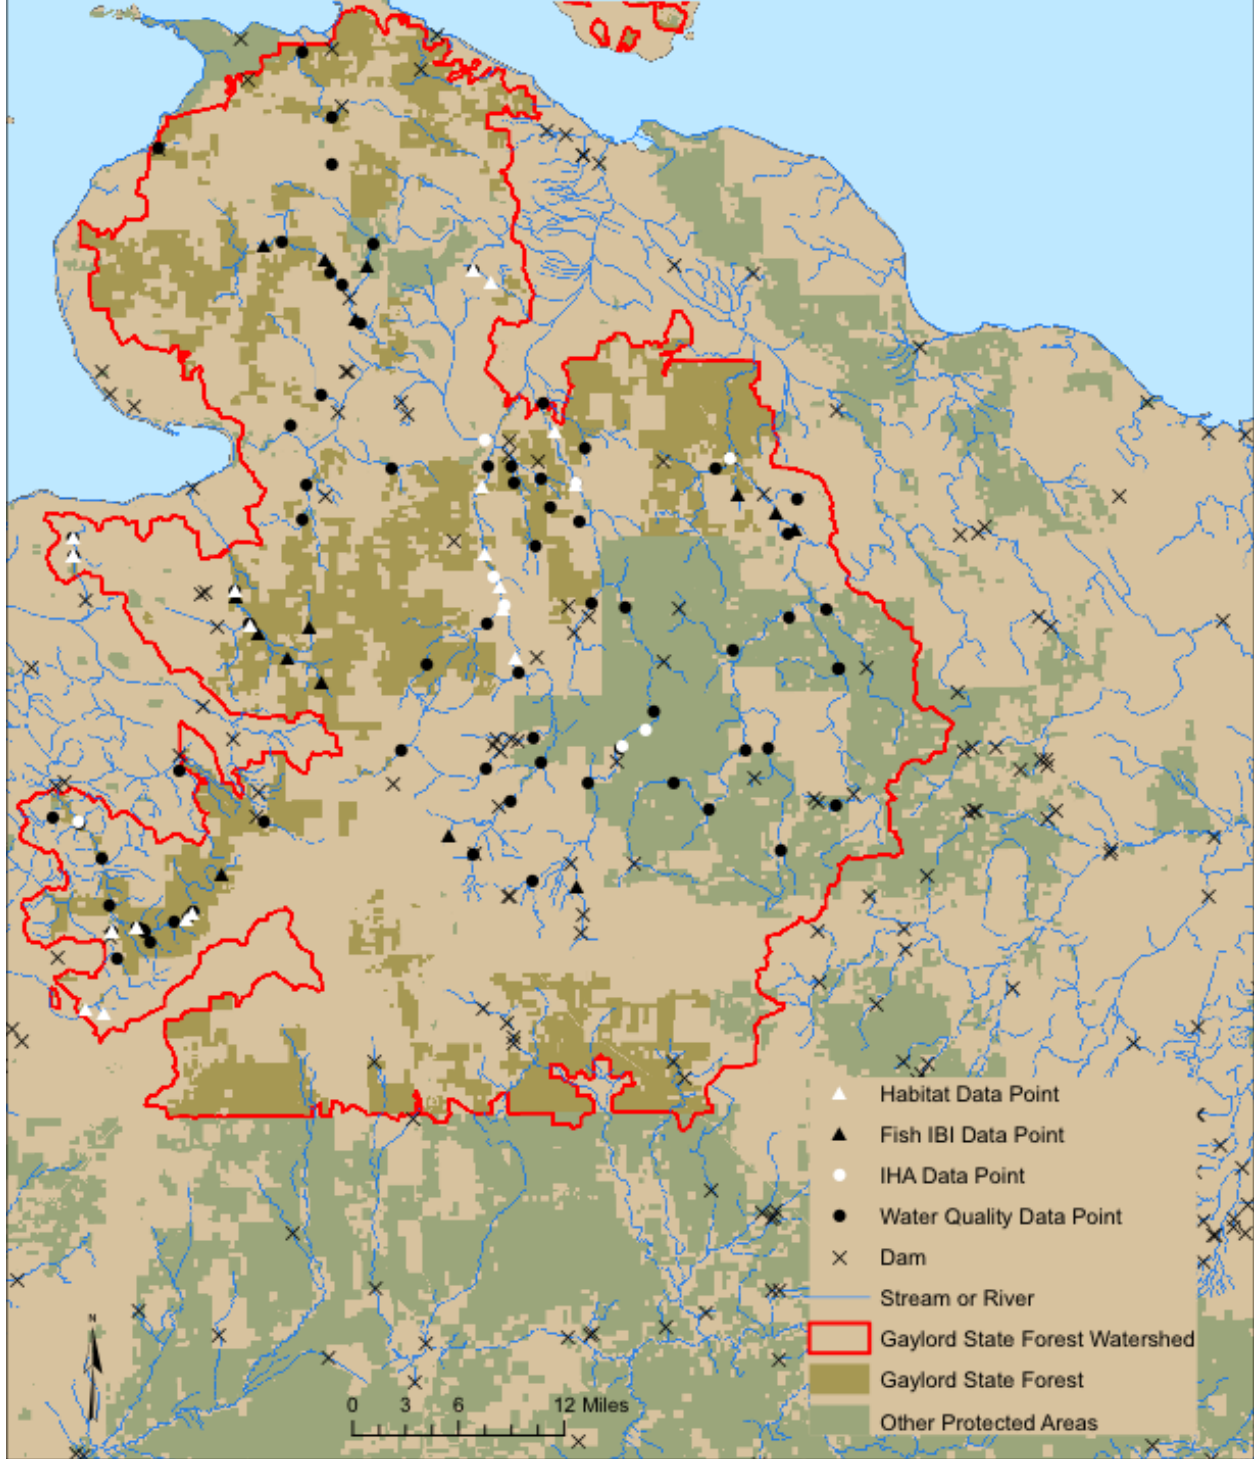 Habitat Data Point
Fish IBI Data Point
IHA Data Point
Water Quality Data Point
Dam
Stream or River
Gaylord State Forest Watershed
Gaylord State Forest
Other Protected Areas
N
0 3 6 12 Miles